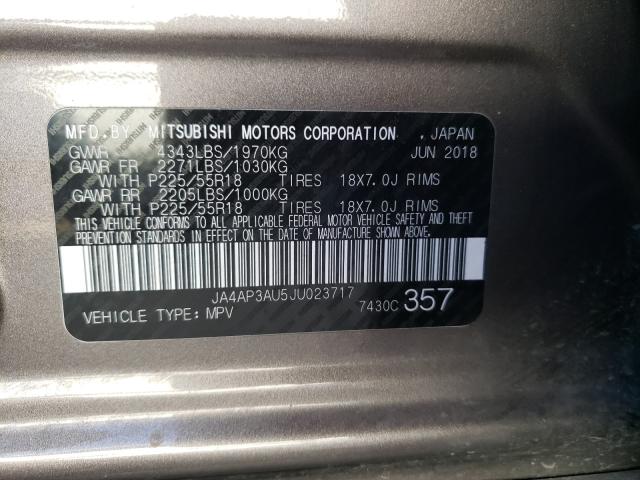 MFD.BY MITSUBISHI MOTORS CORPORATION .JAPAN
GVWR 4343LBS/1970KG JUN 2018
GAWR FR 2271LBS/1030KG
WITH P225/55R18 TIRES 18X7.0J RIMS
GAWR RR 2205LBS/1000KG
WITH P225/55R18 TIRES 18X7.0J RIMS
THIS VEHICLE CONFORMS TO ALL APPLICABLE FEDERAL MOTOR VEHICLE SAFETY AND THEFT
PREVENTION STANDARDS IN EFFECT ON THE DATE OF MANUFACTURE SHOWN ABOVE.
JA4AP3AU5JU023717
7430C 357
VEHICLE TYPE:MPV